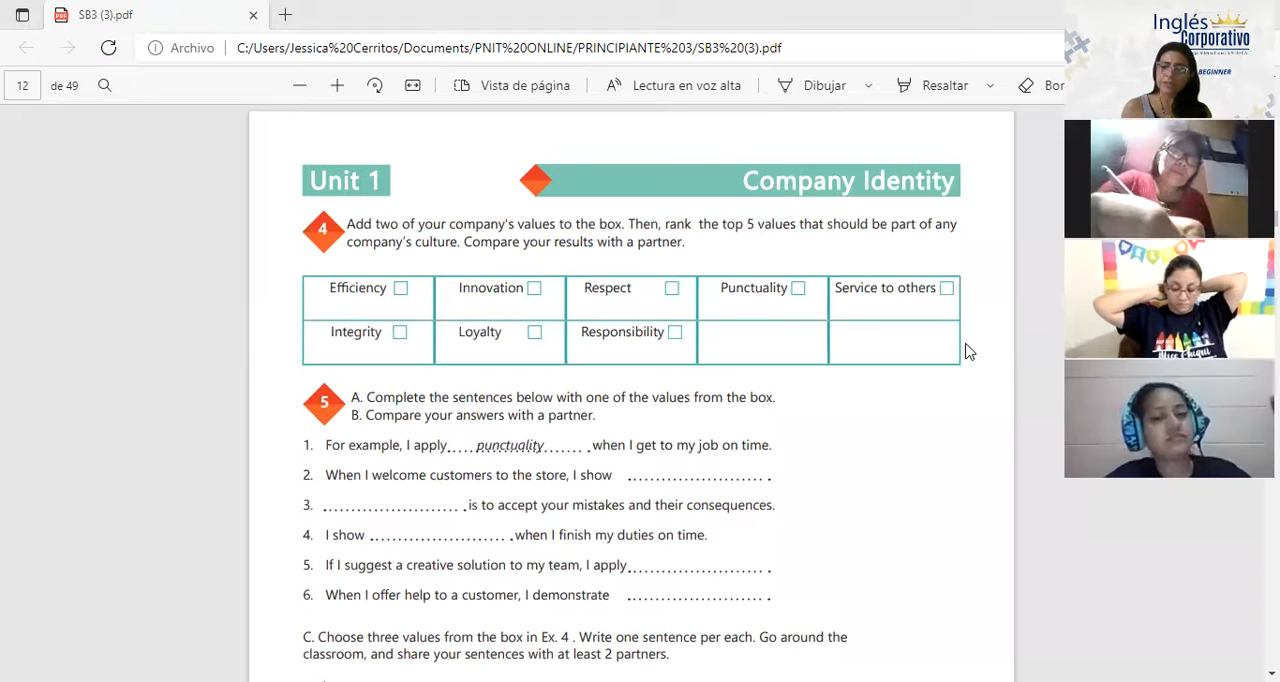 SB3 (3).pdf
Archivo C:/Users/Jessica%20Cerritos/Documents/PNIT%20ONLINE/PRINCIPIANTE%203/SB3%20(3).pdf
12 de 49 Vista de página Lectura en voz alta Dibujar Resaltar Bor
Inglés
Corporativo
BEGINNER
Unit 1 Company Identity
4 Add two of your company's values to the box. Then, rank the top 5 values that should be part of any
company's culture. Compare your results with a partner.
Efficiency Innovation Respect Punctuality Service to others
Integrity Loyalty Responsibility
5 A. Complete the sentences below with one of the values from the box.
B. Compare your answers with a partner.
1. For example, I apply.... punctuality....... .when I get to my job on time.
2. When I welcome customers to the store, I show ........................ .
3. ........................ .is to accept your mistakes and their consequences.
4. I show ........................ .when I finish my duties on time.
5. If I suggest a creative solution to my team, I apply........................ .
6. When I offer help to a customer, I demonstrate ........................ .
C. Choose three values from the box in Ex. 4 . Write one sentence per each. Go around the
classroom, and share your sentences with at least 2 partners.